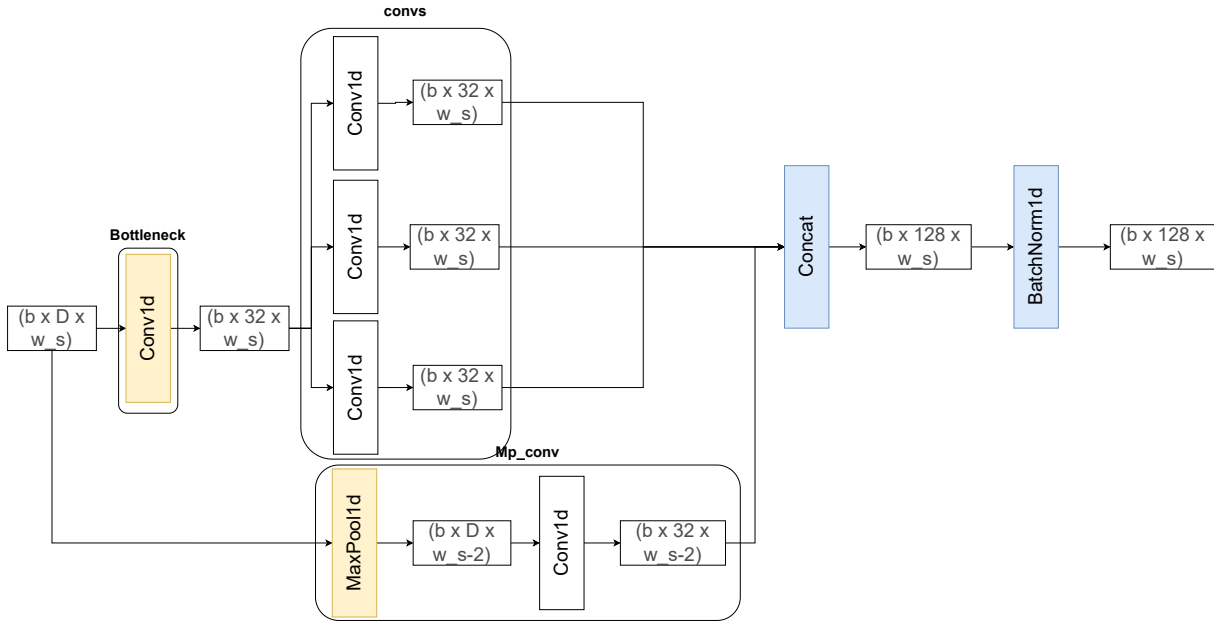 convs
Conv1d
(b x 32 x
w_s)
Conv1d
(b x 32 x
w_s)
Conv1d
(b x 32 x
w_s)
Bottleneck
(b x D x
w_s)
Conv1d
(b x 32 x
w_s)
Concat
(b x 128 x
w_s)
BatchNorm1d
(b x 128 x
w_s)
Mp_conv
MaxPool1d
(b x D x
w_s-2)
Conv1d
(b x 32 x
w_s-2)